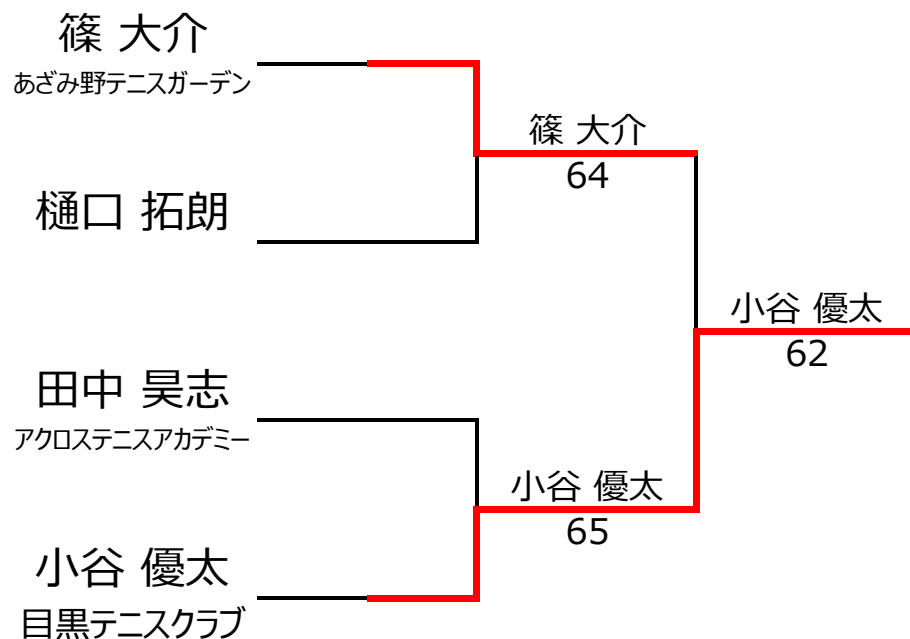 篠 大介
あざみ野テニスガーデン
篠 大介
64
樋口 拓朗
小谷 優太
62
田中 昊志
アクロステニスアカデミー
小谷 優太
65
小谷 優太
目黒テニスクラブ